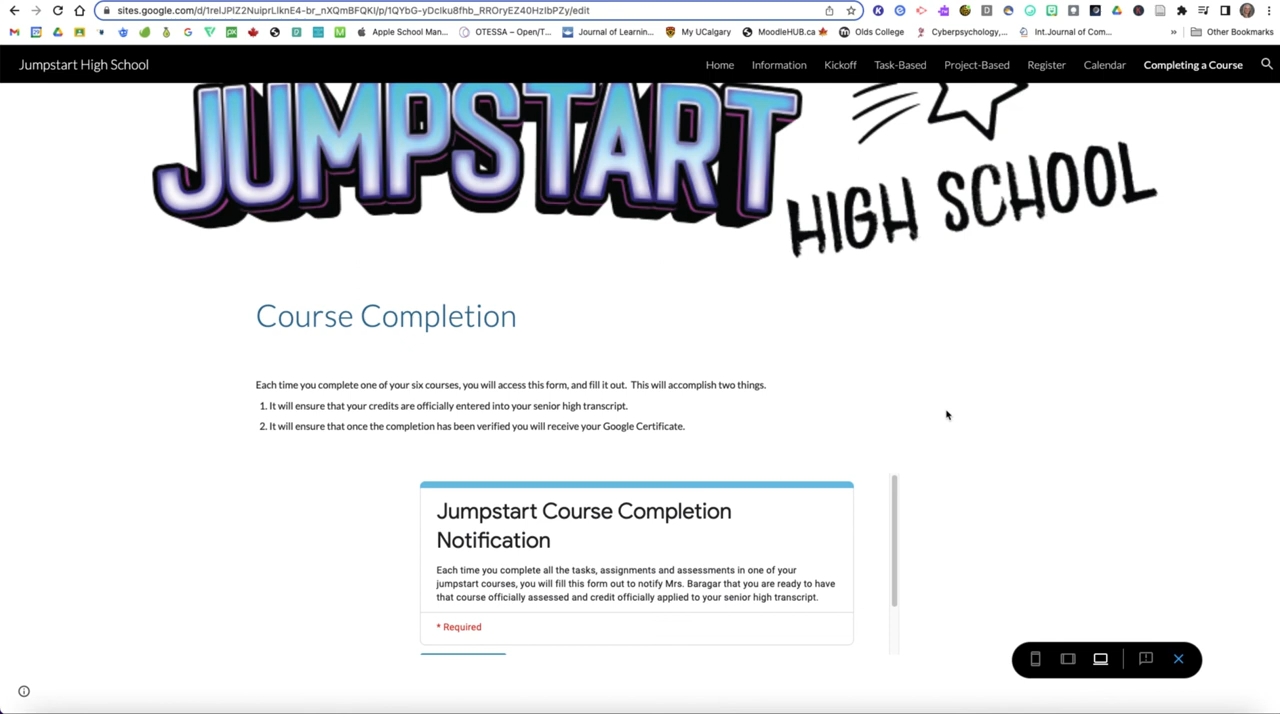 sites.google.com/d/1relJPlZ2NuiprLlknE4-br_nXQmBFQKl/p/1QYbG-yDcIku8fhb_RROryEZ40HzIbPZy/edit
Apple School Man...
OTESSA – Open/T...
Journal of Learnin...
My UCalgary
MoodleHUB.ca
Olds College
Cyberpsychology,...
Int.Journal of Com...
»
Other Bookmarks
Jumpstart High School
Home
Information
Kickoff
Task-Based
Project-Based
Register
Calendar
Completing a Course
JUMPSTART
HIGH SCHOOL
Course Completion
Each time you complete one of your six courses, you will access this form, and fill it out. This will accomplish two things.
1. It will ensure that your credits are officially entered into your senior high transcript.
2. It will ensure that once the completion has been verified you will receive your Google Certificate.
Jumpstart Course Completion
Notification
Each time you complete all the tasks, assignments and assessments in one of your
jumpstart courses, you will fill this form out to notify Mrs. Baragar that you are ready to have
that course officially assessed and credit officially applied to your senior high transcript.
* Required